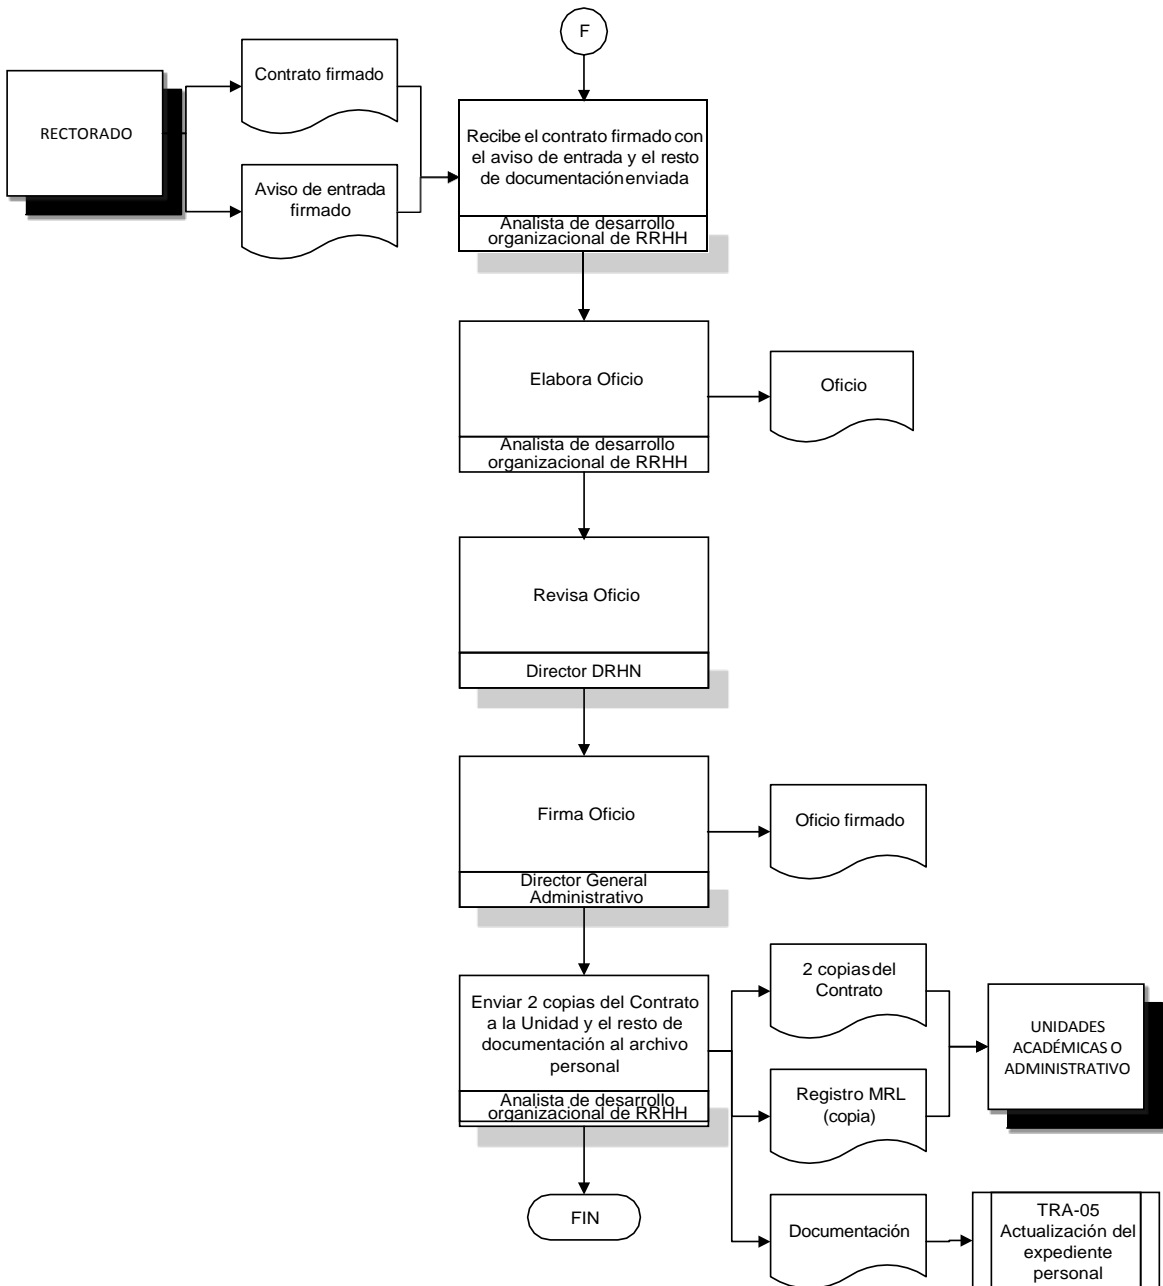 F
Contrato firmado
RECTORADO
Aviso de entrada
firmado
Recibe el contrato firmado con
el aviso de entrada y el resto
de documentación enviada
Analista de desarrollo
organizacional de RRHH
Elabora Oficio
Analista de desarrollo
organizacional de RRHH
Oficio
Revisa Oficio
Director DRHN
Firma Oficio
Director General
Administrativo
Oficio firmado
Enviar 2 copias del Contrato
a la Unidad y el resto de
documentación al archivo
personal
Analista de desarrollo
organizacional de RRHH
2 copias del
Contrato
Registro MRL
(copia)
UNIDADES
ACADÉMICAS O
ADMINISTRATIVO
FIN
Documentación
TRA-05
Actualización del
expediente
personal